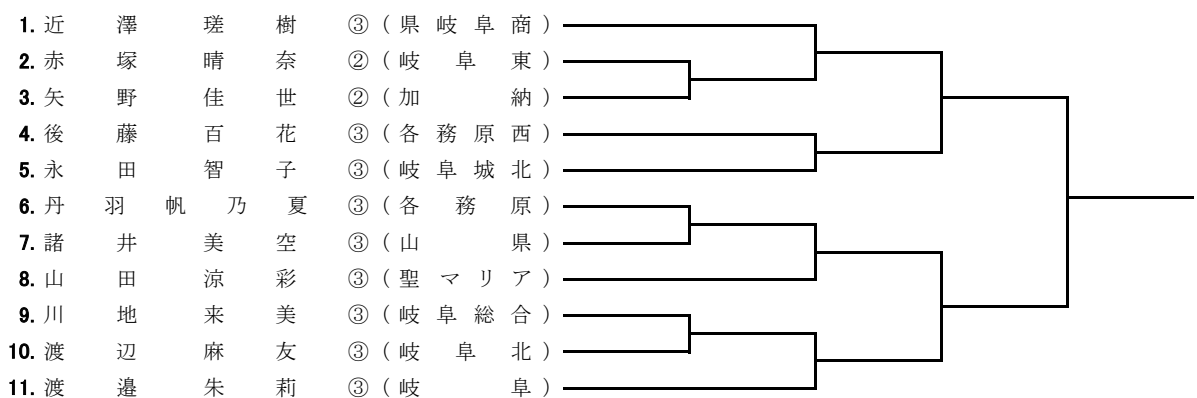 1. 近澤瑳樹 ③ (県岐阜商)
2. 赤塚晴奈 ② (岐阜東)
3. 矢野佳世 ② (加納)
4. 後藤百花 ③ (各務原西)
5. 永田智子 ③ (岐阜城北)
6. 丹羽帆乃夏 ③ (各務原)
7. 諸井美空 ③ (山県)
8. 山田涼彩 ③ (聖マリア)
9. 川地来美 ③ (岐阜総合)
10. 渡辺麻友 ③ (岐阜北)
11. 渡邉朱莉 ③ (岐阜)